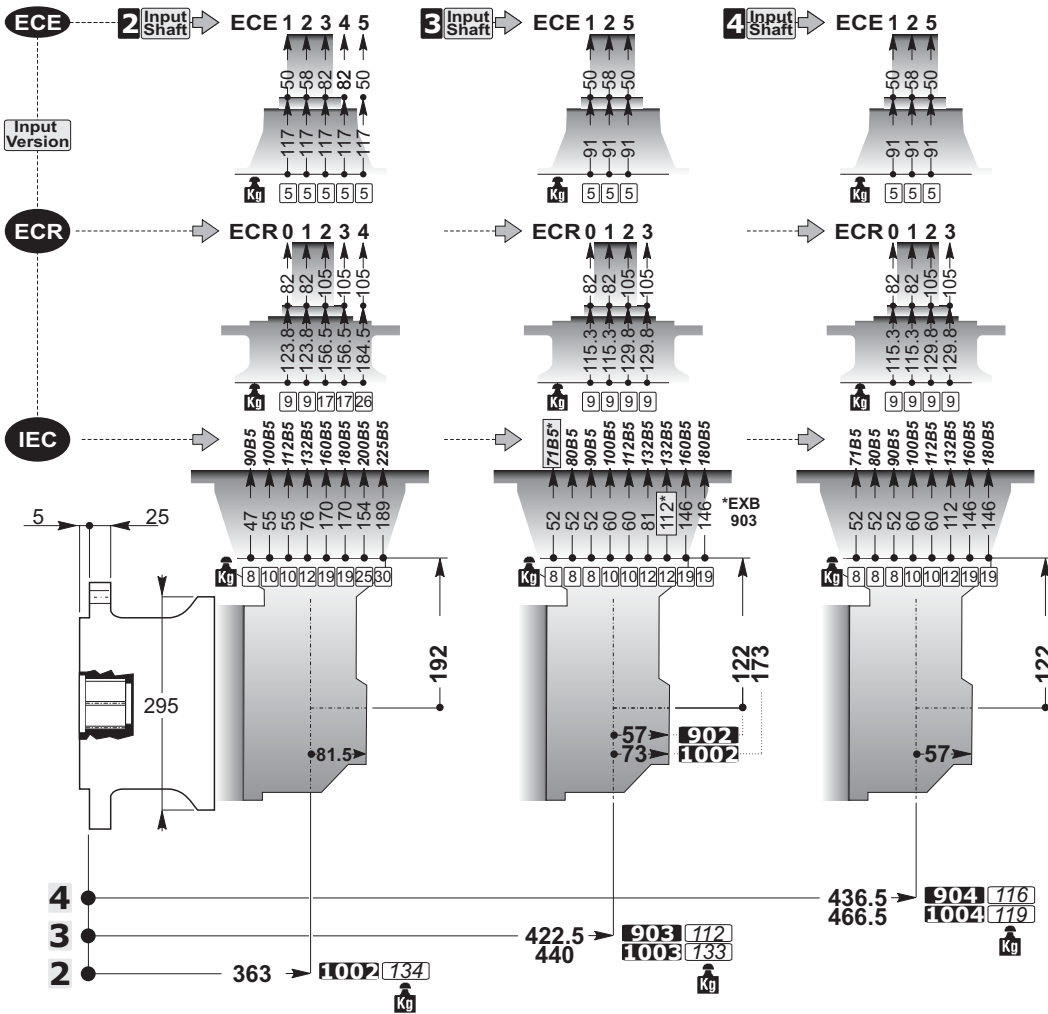 ECE 2 Input Shaft ECE 1 2 3 4 5 3 Input Shaft ECE 1 2 5 4 Input Shaft ECE 1 2 5
50 58 82 82 50 50 58 50 50 58 50
Input Version
117 117 117 117 117 91 91 91 91 91 91
Kg 5 5 5 5 5 Kg 5 5 5 Kg 5 5 5
ECR ECR 0 1 2 3 4 ECR 0 1 2 3 ECR 0 1 2 3
82 82 105 105 105 82 82 105 105 82 82 105 105
123.8 123.8 156.5 156.5 184.5 115.3 115.3 129.8 129.8 115.3 115.3 129.8 129.8
Kg 9 9 17 17 26 Kg 9 9 9 9 Kg 9 9 9 9
IEC 90B5 100B5 112B5 132B5 160B5 180B5 200B5 225B5 71B5* 80B5 90B5 100B5 112B5 132B5 132B5 160B5 180B5 71B5 80B5 90B5 100B5 112B5 132B5 160B5 180B5
47 55 55 76 170 170 154 189 52 52 52 60 60 81 112* 146 146 *EXB 903 52 52 52 60 60 112 146 146
5 25
Kg 8 10 10 12 19 19 25 30 Kg 8 8 8 10 10 12 12 19 19 Kg 8 8 8 10 10 12 19 19
192 122 173 122
295
57 902
81.5 73 1002 57
4 436.5 904 116
466.5 1004 119
Kg
3 422.5 903 112
440 1003 133
Kg
2 363 1002 134
Kg